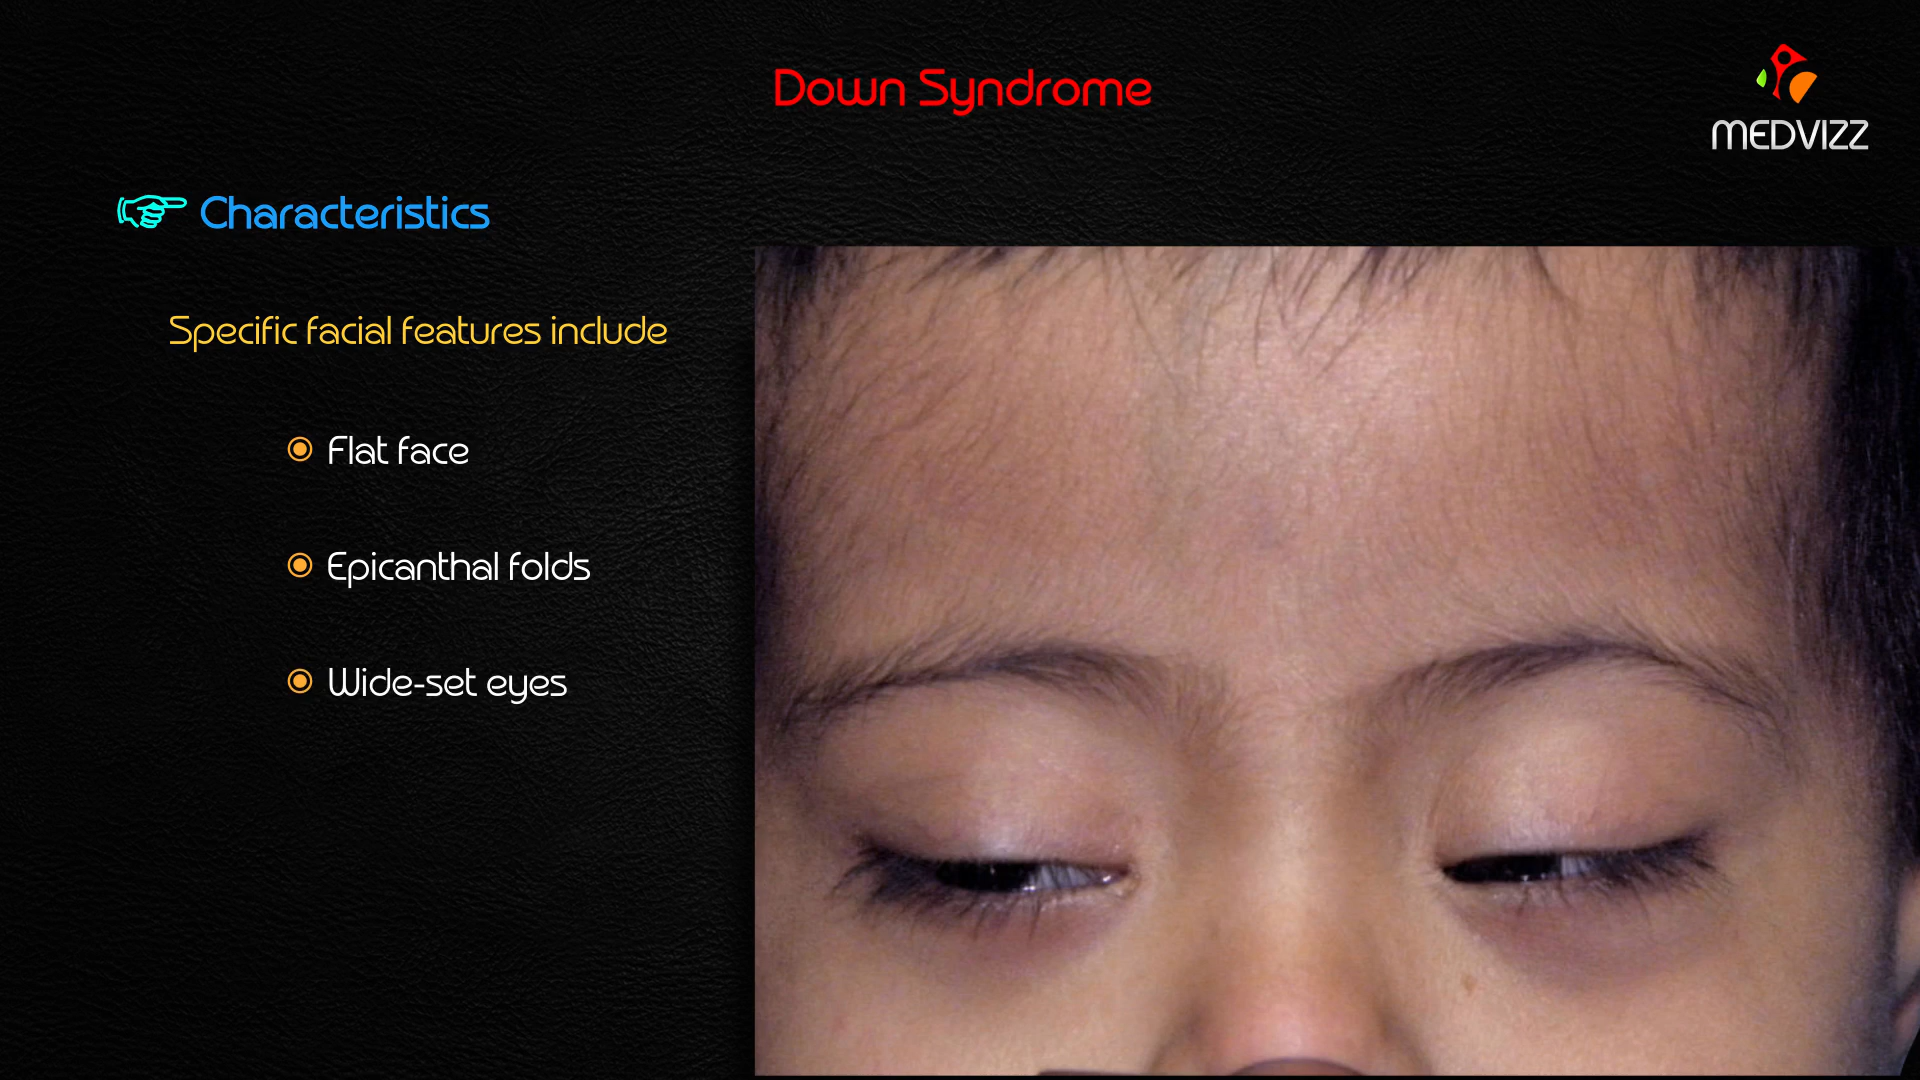 Down Syndrome
MEDVIZZ
Characteristics
Specific facial features include
Flat face
Epicanthal folds
Wide-set eyes